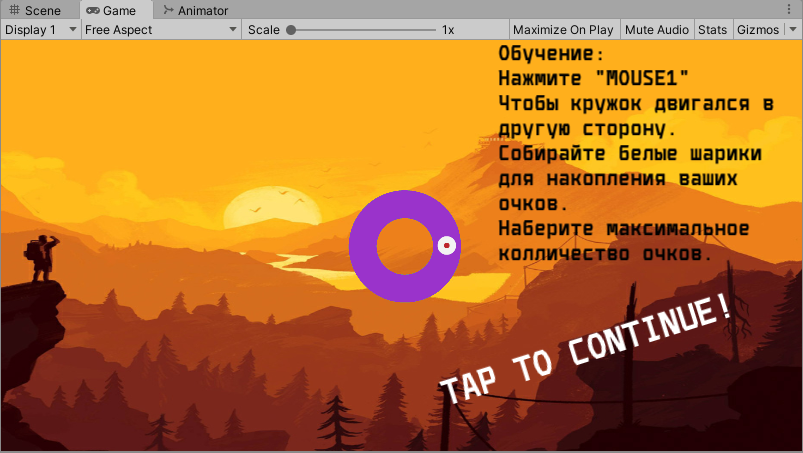 Scene Game Animator
Display 1 Free Aspect Scale 1x Maximize On Play Mute Audio Stats Gizmos
Обучение:
Нажмите "MOUSE1"
Чтобы кружок двигался в
другую сторону.
Собирайте белые шарики
для накопления ваших
очков.
Наберите максимальное
колличество очков.
TAP TO CONTINUE!